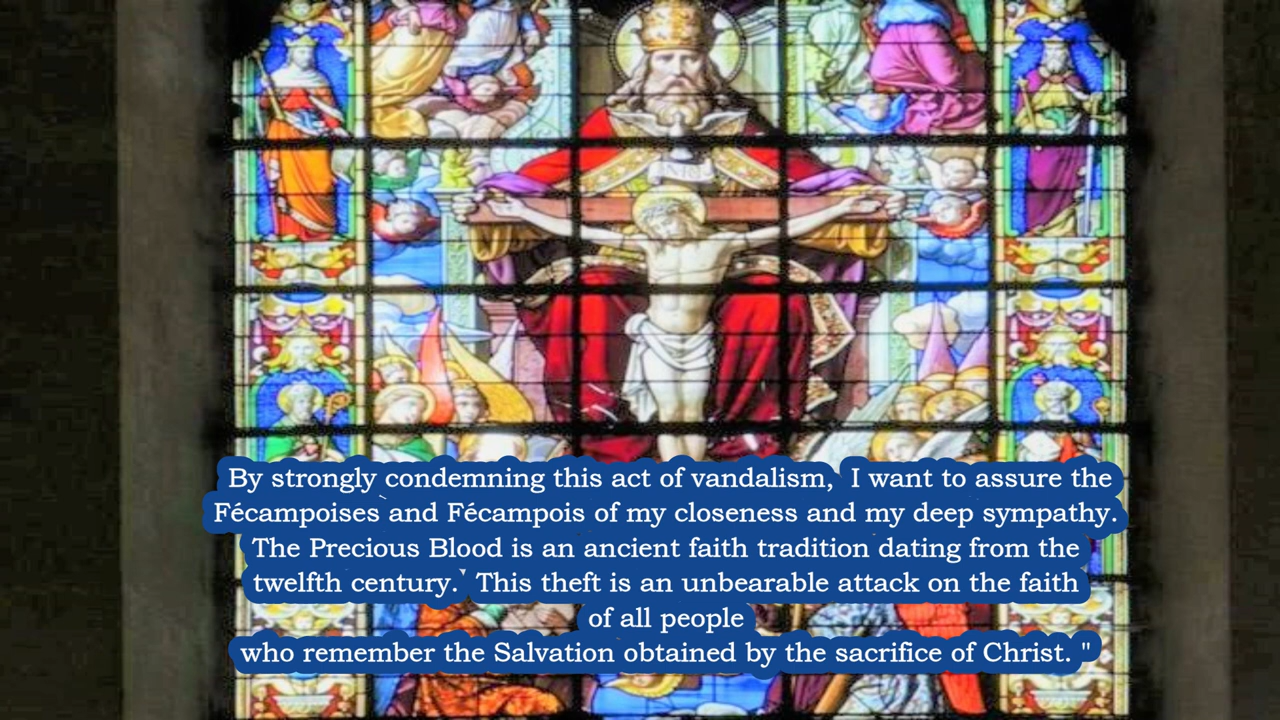 By strongly condemning this act of vandalism, I want to assure the
Fécampoises and Fécampois of my closeness and my deep sympathy.
The Precious Blood is an ancient faith tradition dating from the
twelfth century. This theft is an unbearable attack on the faith
of all people
who remember the Salvation obtained by the sacrifice of Christ. "